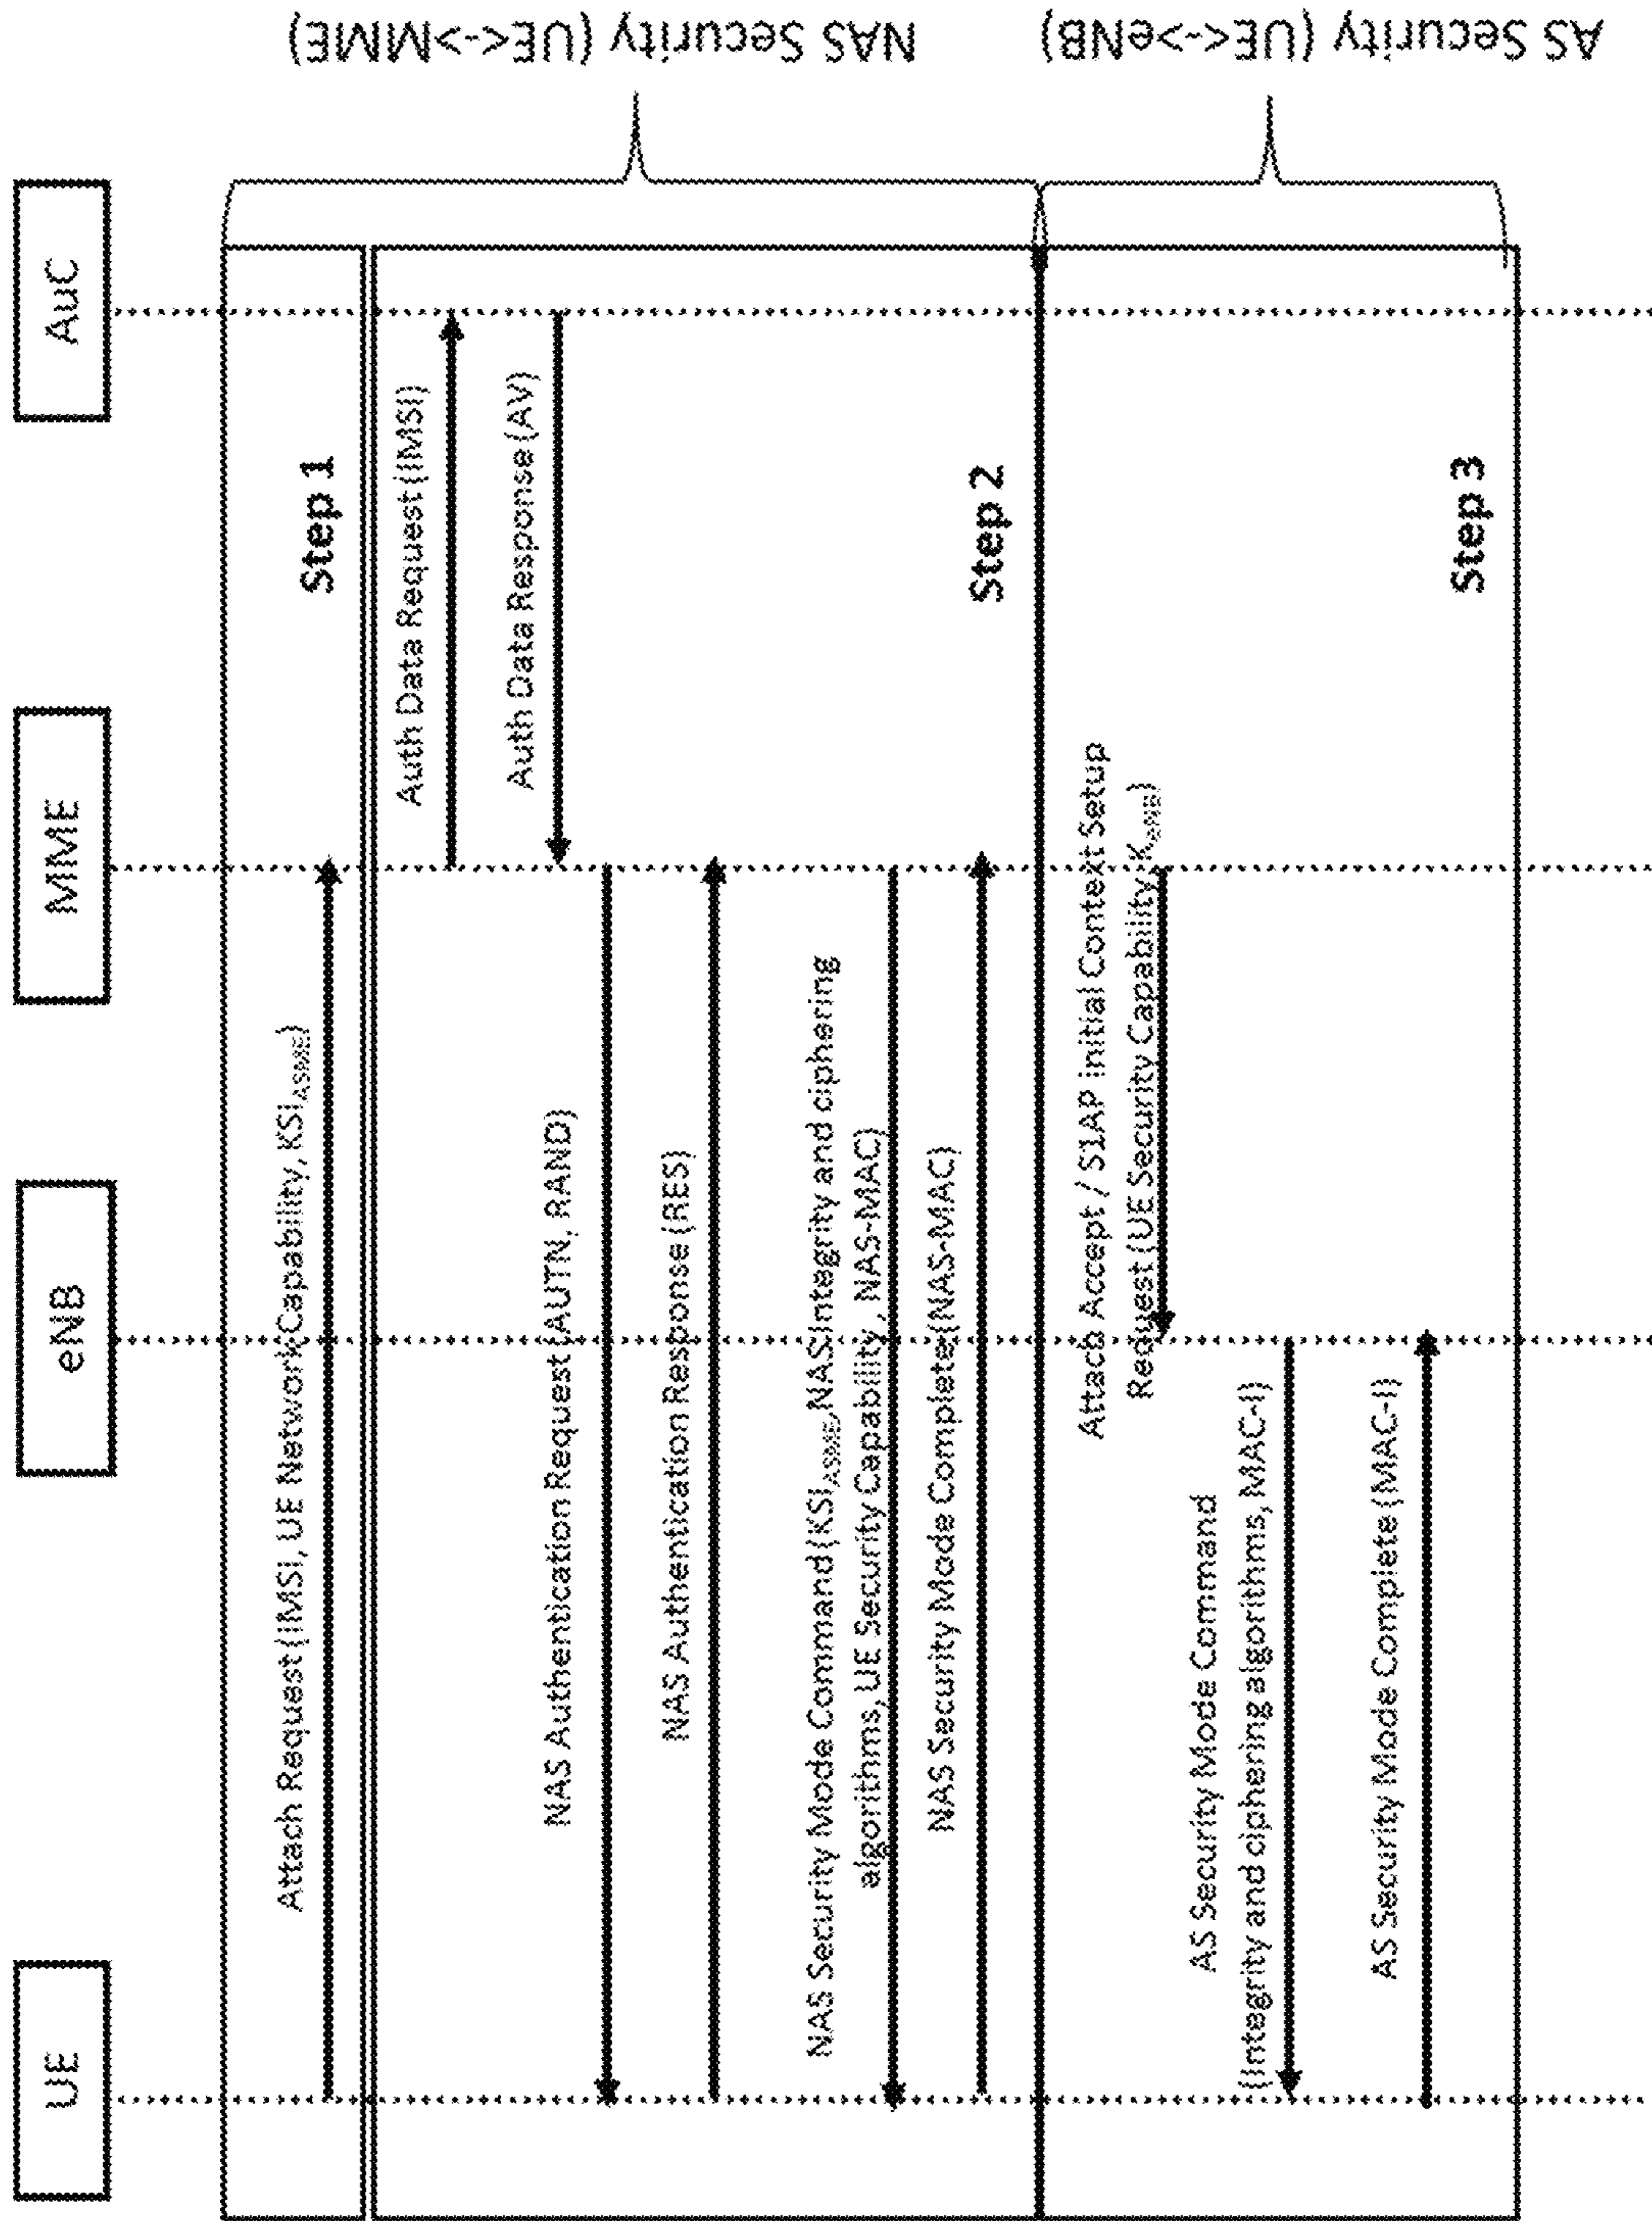 UE
eNB
MME
AuC
Attach Request (IMSI, UE Network Capability, KSI_ASME)
Step 1
Auth Data Request (IMSI)
Auth Data Response (AV)
NAS Authentication Request (AUTN, RAND)
NAS Authentication Response (RES)
NAS Security Mode Command (KSI_ASME, NAS Integrity and ciphering
algorithms, UE Security Capability, NAS-MAC)
NAS Security Mode Complete (NAS-MAC)
Step 2
NAS Security (UE<->MME)
Attach Accept / S1AP Initial Context Setup
Request (UE Security Capability, K_eNB)
AS Security Mode Command
(Integrity and ciphering algorithms, MAC-I)
AS Security Mode Complete (MAC-I)
Step 3
AS Security (UE<->eNB)